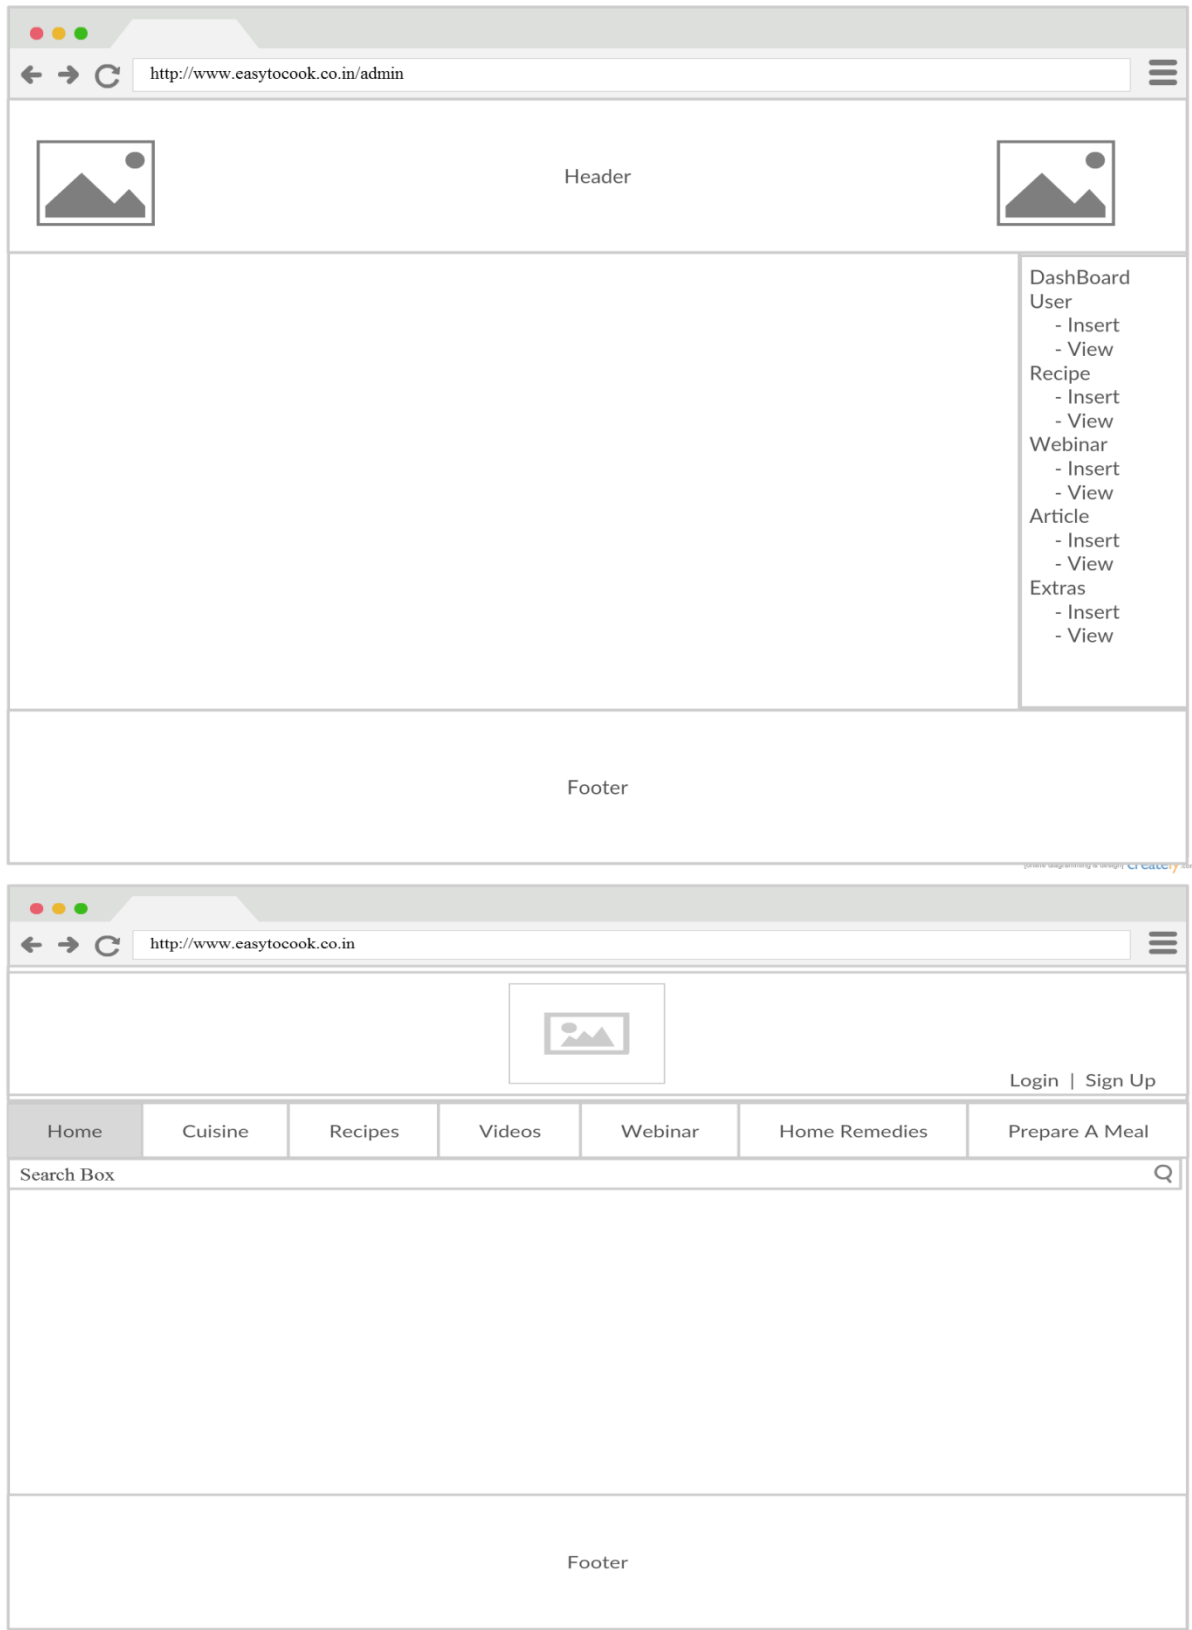 http://www.easytocook.co.in/admin
Header
DashBoard
User
- Insert
- View
Recipe
- Insert
- View
Webinar
- Insert
- View
Article
- Insert
- View
Extras
- Insert
- View
Footer
http://www.easytocook.co.in
Login | Sign Up
Home Cuisine Recipes Videos Webinar Home Remedies Prepare A Meal
Search Box
Footer